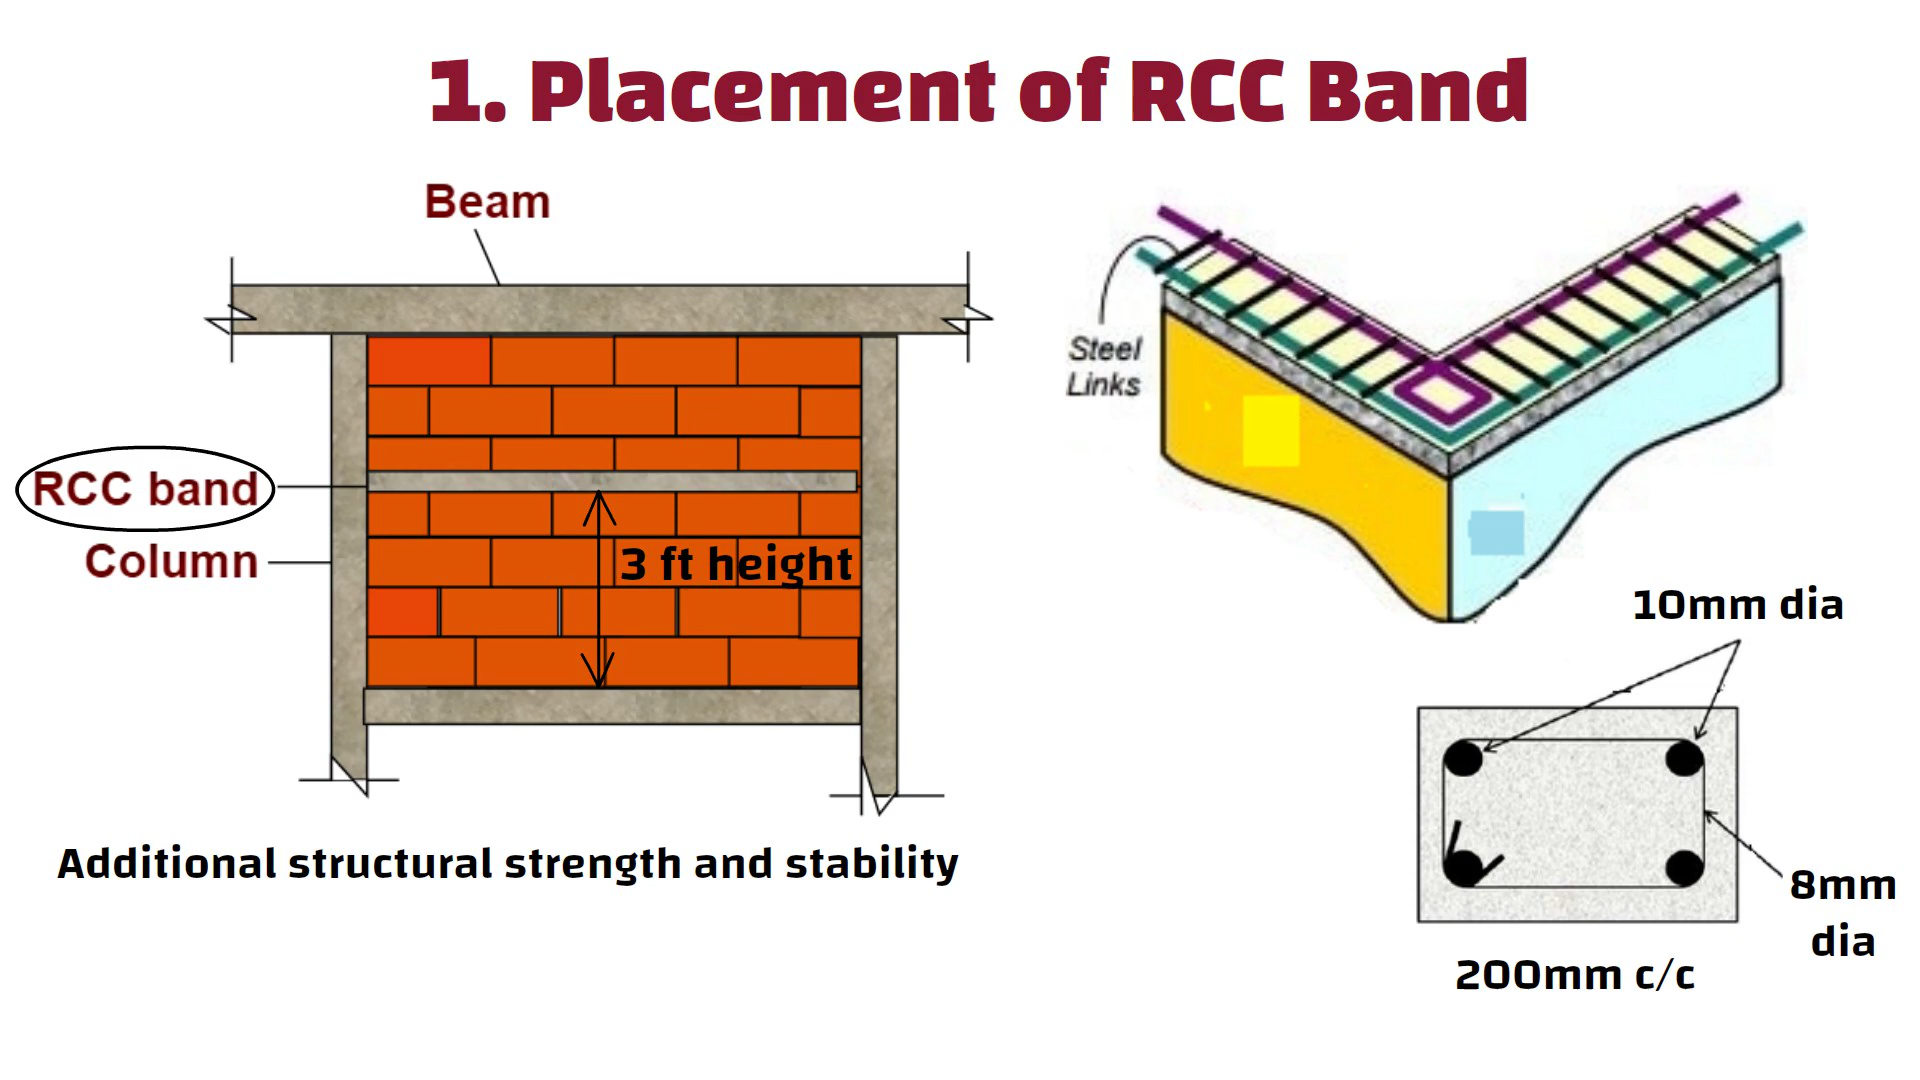 1. Placement of RCC Band
Beam
RCC band
Column
3 ft height
Additional structural strength and stability
Steel
Links
10mm dia
8mm
dia
200mm c/c